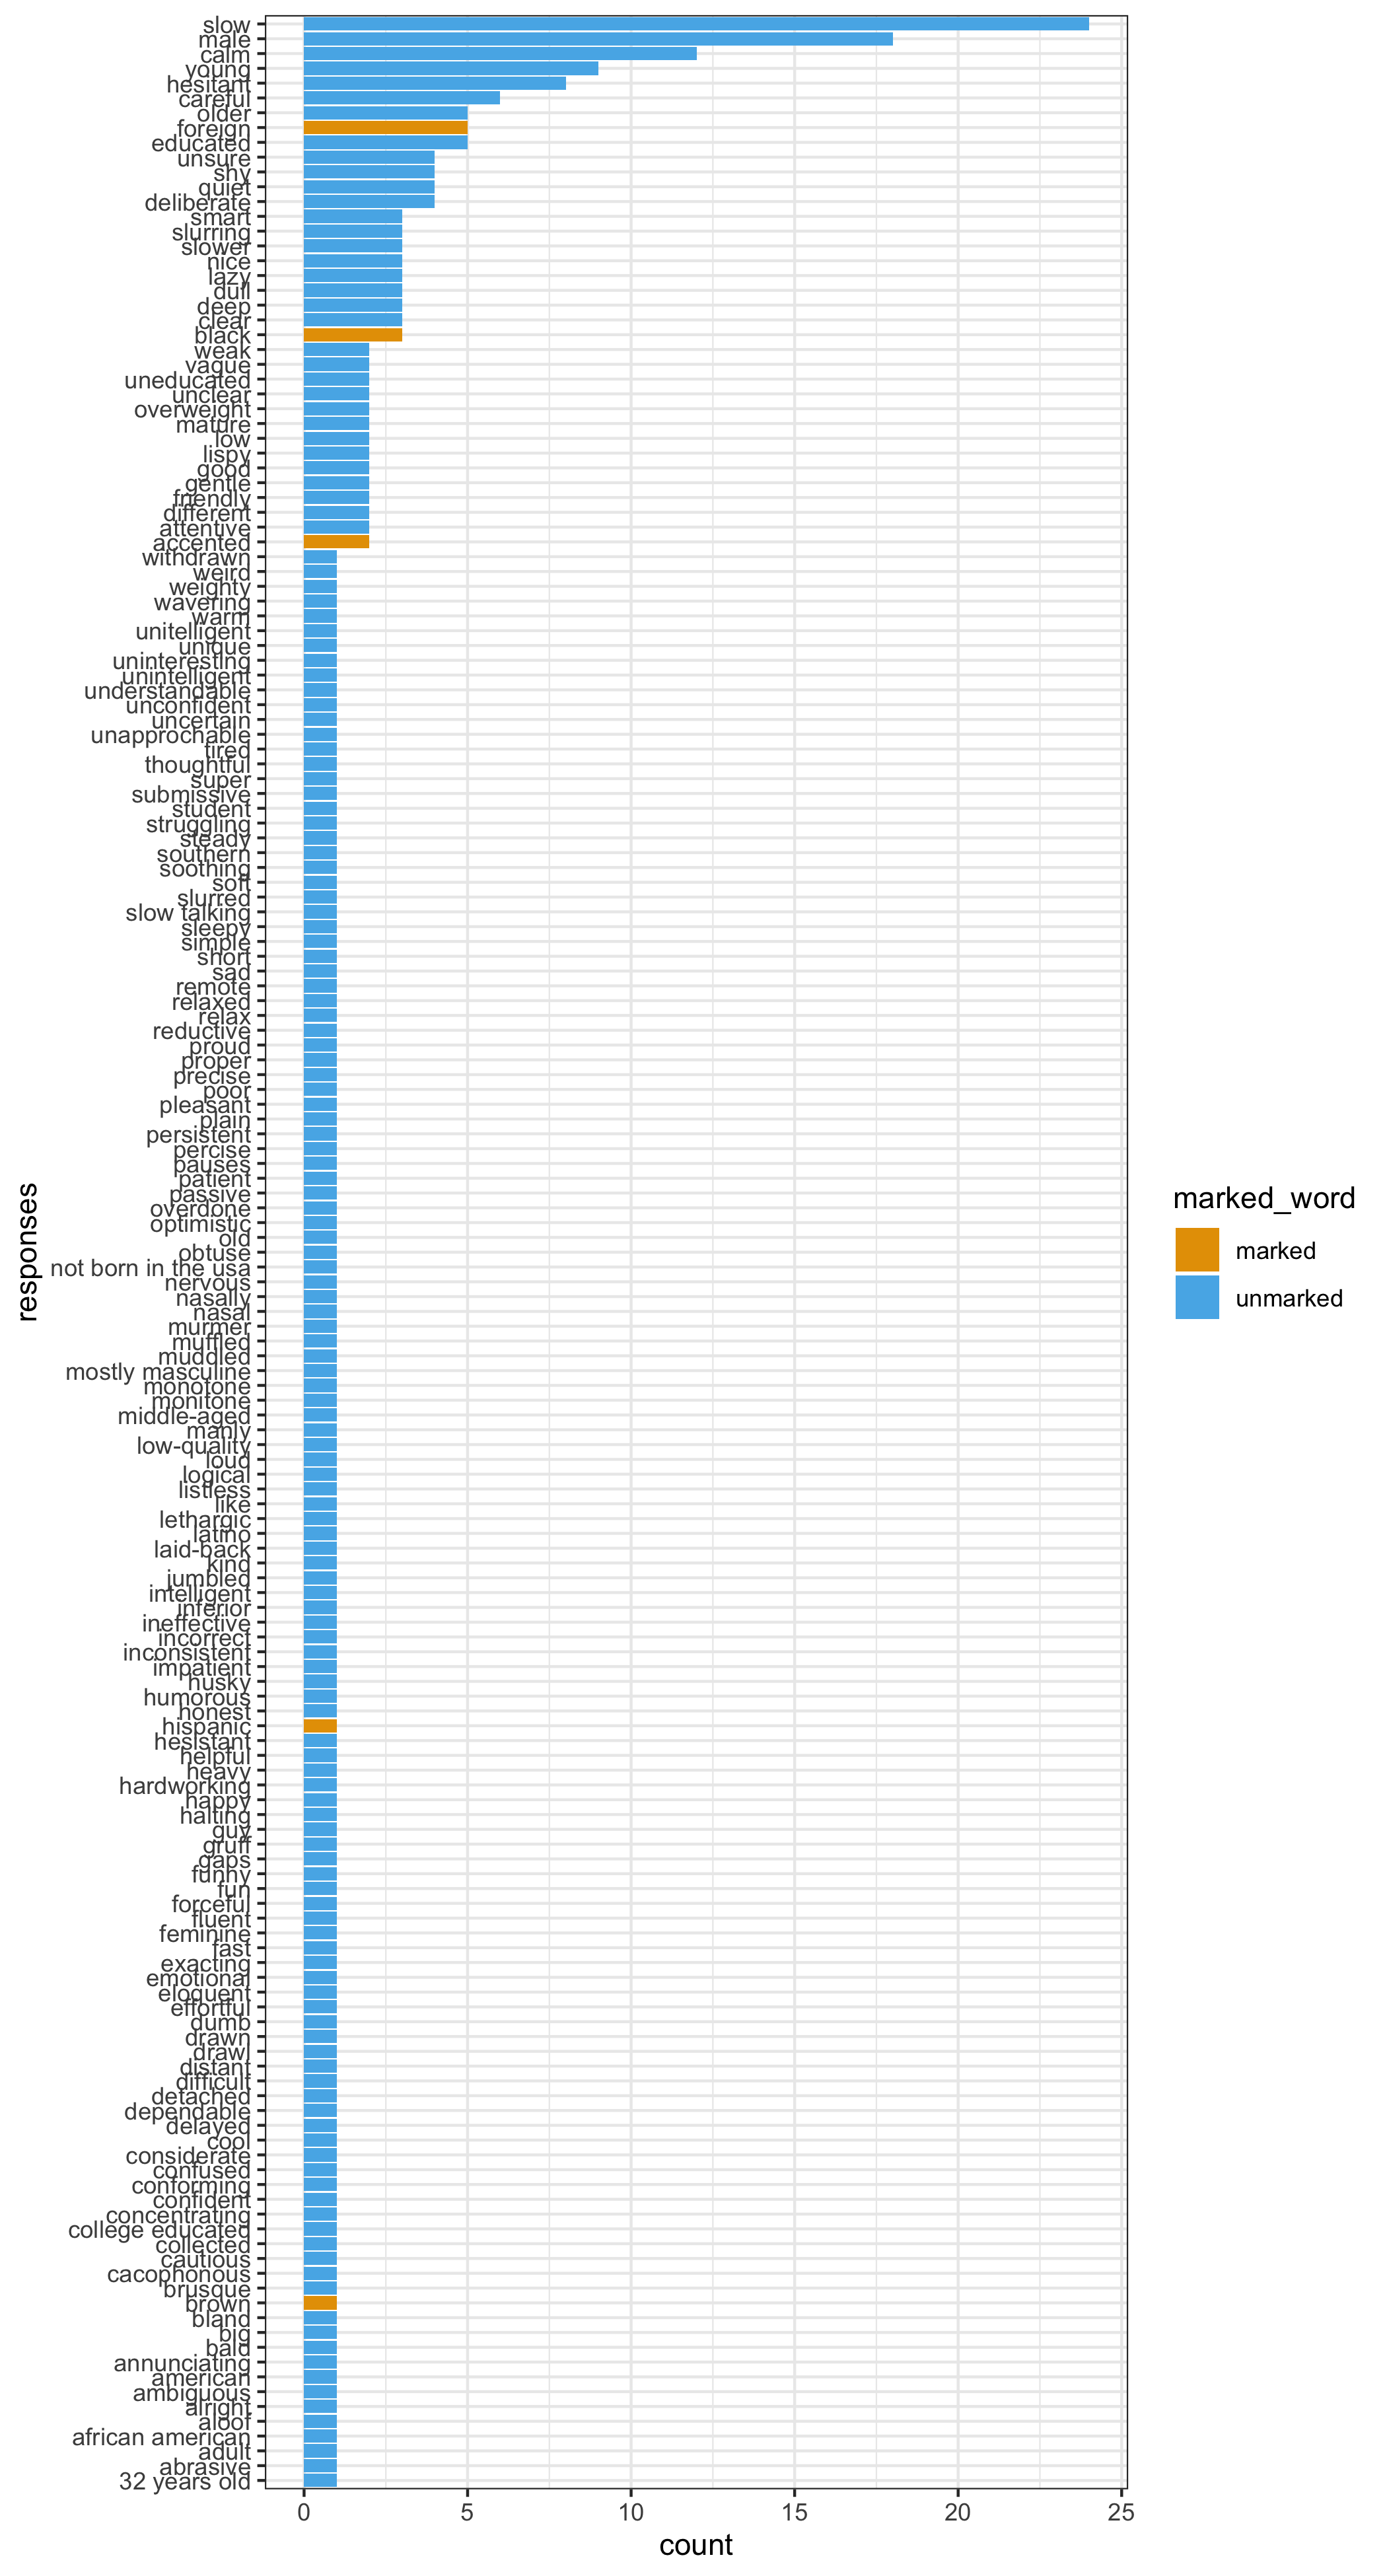 slow
male
calm
young
hesitant
careful
older
foreign
educated
unsure
shy
quiet
deliberate
smart
slurring
slower
nice
lazy
dull
deep
clear
black
weak
vague
uneducated
unclear
overweight
mature
low
lispy
good
gentle
friendly
different
attentive
accented
withdrawn
weird
weighty
wavering
warm
unitelligent
unique
uninteresting
unintelligent
understandable
unconfident
uncertain
unapprochable
tired
thoughtful
super
submissive
student
struggling
steady
southern
soothing
soft
slurred
slow talking
sleepy
simple
short
sad
remote
relaxed
relax
reductive
proud
proper
precise
poor
pleasant
plain
persistent
percise
pauses
patient
passive
overdone
optimistic
old
obtuse
not born in the usa
nervous
nasally
nasal
murmer
muffled
muddled
mostly masculine
monotone
monitone
middle-aged
manly
low-quality
loud
logical
listless
like
lethargic
latino
laid-back
kind
jumbled
intelligent
inferior
ineffective
incorrect
inconsistent
impatient
husky
humorous
honest
hispanic
hesistant
helpful
heavy
hardworking
happy
halting
guy
gruff
gaps
funny
fun
forceful
fluent
feminine
fast
exacting
emotional
eloquent
effortful
dumb
drawn
drawl
distant
difficult
detached
dependable
delayed
cool
considerate
confused
conforming
confident
concentrating
college educated
collected
cautious
cacophonous
brusque
brown
bland
big
bald
annunciating
american
ambiguous
alright
aloof
african american
adult
abrasive
32 years old
0 5 10 15 20 25
count
responses
marked_word
marked
unmarked